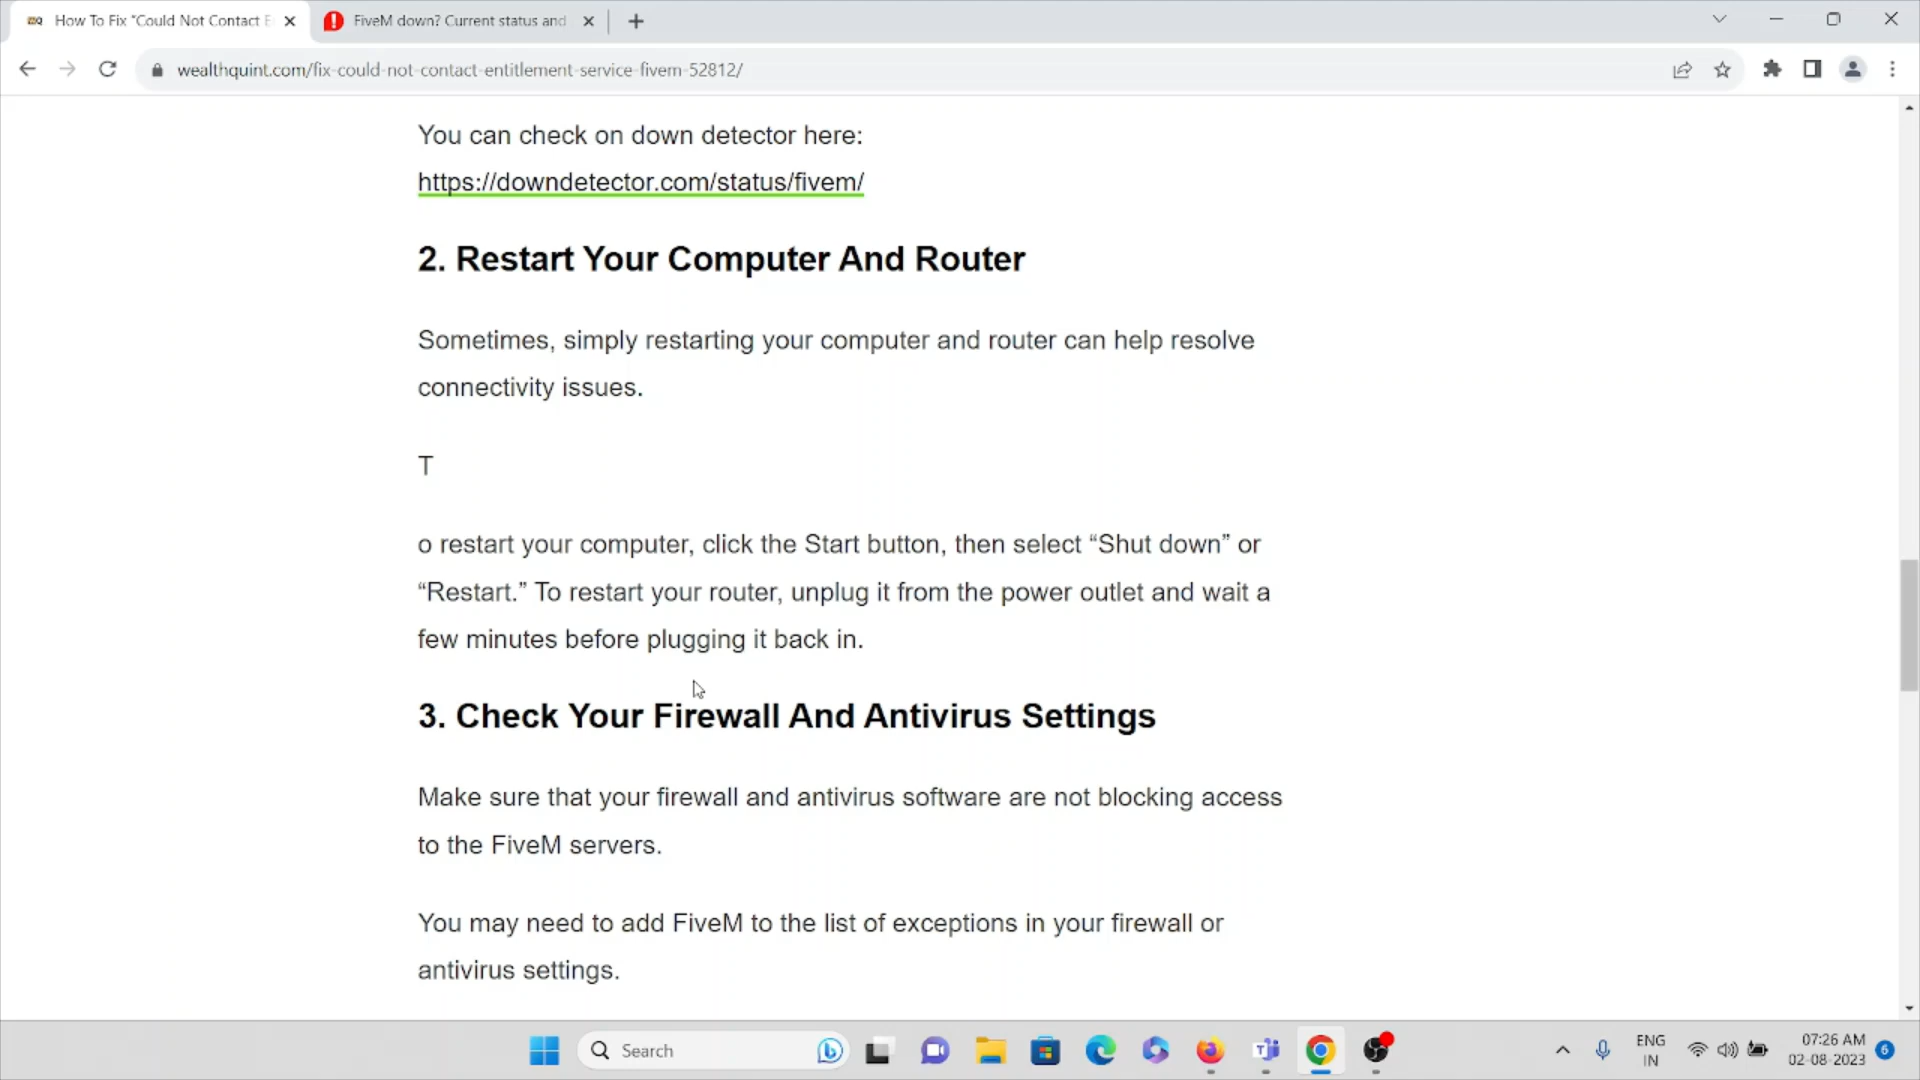 How To Fix "Could Not Contact E
FiveM down? Current status and
wealthquint.com/fix-could-not-contact-entitlement-service-fivem-52812/
You can check on down detector here:
https://downdetector.com/status/fivem/
2. Restart Your Computer And Router
Sometimes, simply restarting your computer and router can help resolve
connectivity issues.
T
o restart your computer, click the Start button, then select “Shut down” or
“Restart.” To restart your router, unplug it from the power outlet and wait a
few minutes before plugging it back in.
3. Check Your Firewall And Antivirus Settings
Make sure that your firewall and antivirus software are not blocking access
to the FiveM servers.
You may need to add FiveM to the list of exceptions in your firewall or
antivirus settings.
Search
ENG
IN
07:26 AM
02-08-2023
6